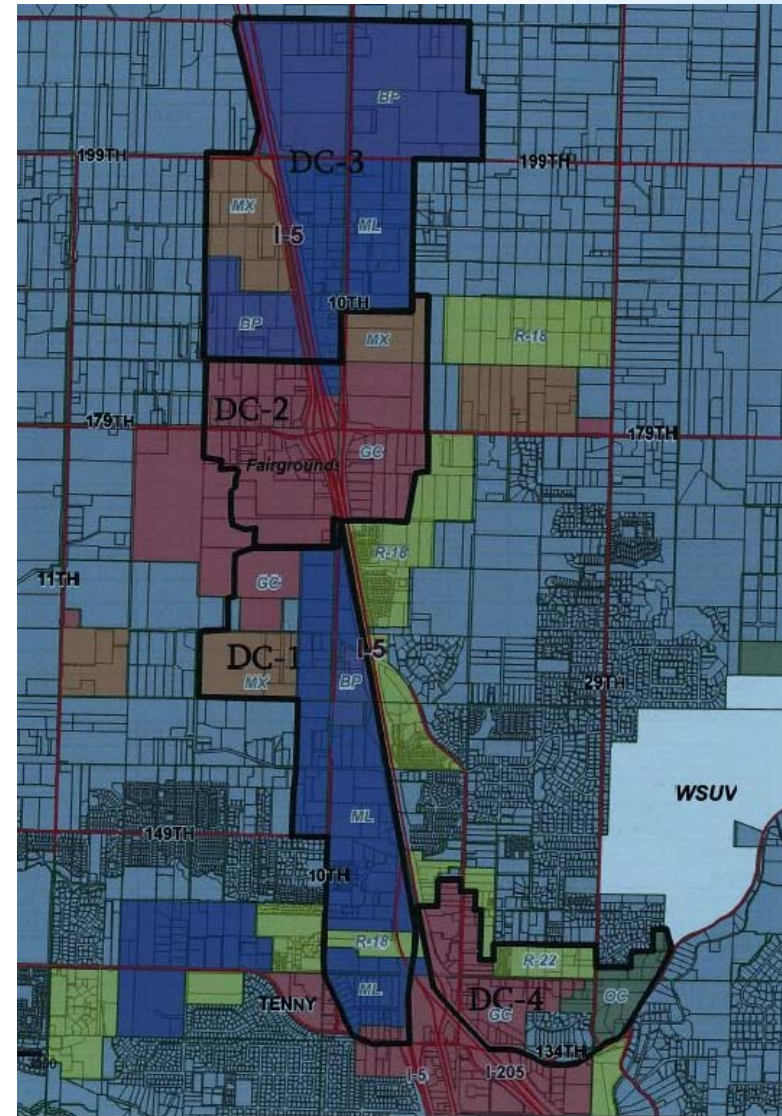 BP
199TH
DC-3
199TH
MX
ML
I-5
10TH
BP
MX
R-18
DC-2
179TH
179TH
GC
Fairgrounds
R-18
11TH
GC
I-5
DC-1
BP
29TH
MX
WSUV
ML
149TH
10TH
R-18
R-22
ML
OC
DC-4
TENNY
GC
134TH
I-5
I-205